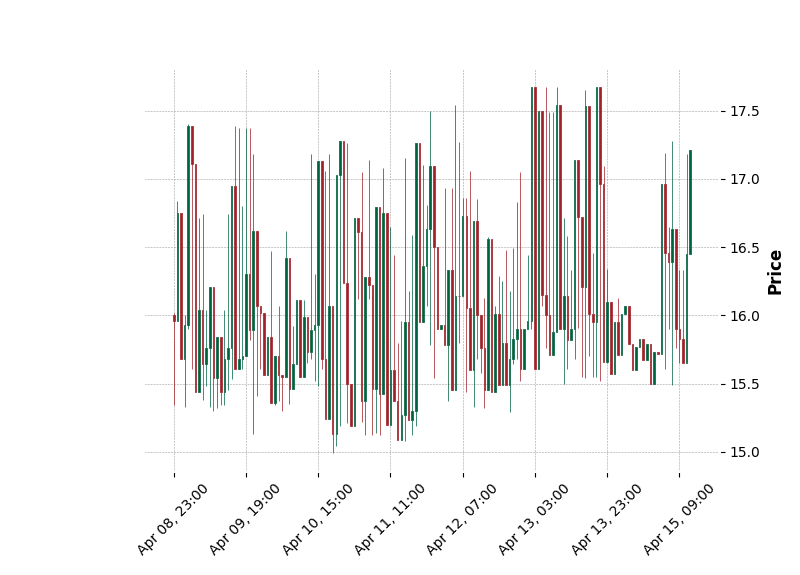 17.5
17.0
16.5
16.0
15.5
15.0
Price
Apr 08, 23:00
Apr 09, 19:00
Apr 10, 15:00
Apr 11, 11:00
Apr 12, 07:00
Apr 13, 03:00
Apr 13, 23:00
Apr 15, 09:00